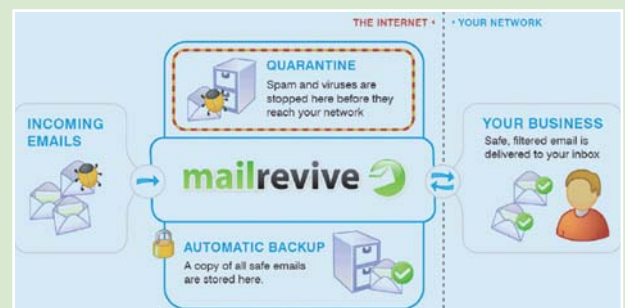 THE INTERNET
YOUR NETWORK
QUARANTINE
Spam and viruses are
stopped here before they
reach your network
INCOMING
EMAILS
mailrevive
YOUR BUSINESS
Safe, filtered email is
delivered to your inbox
AUTOMATIC BACKUP
A copy of all safe emails
are stored here.